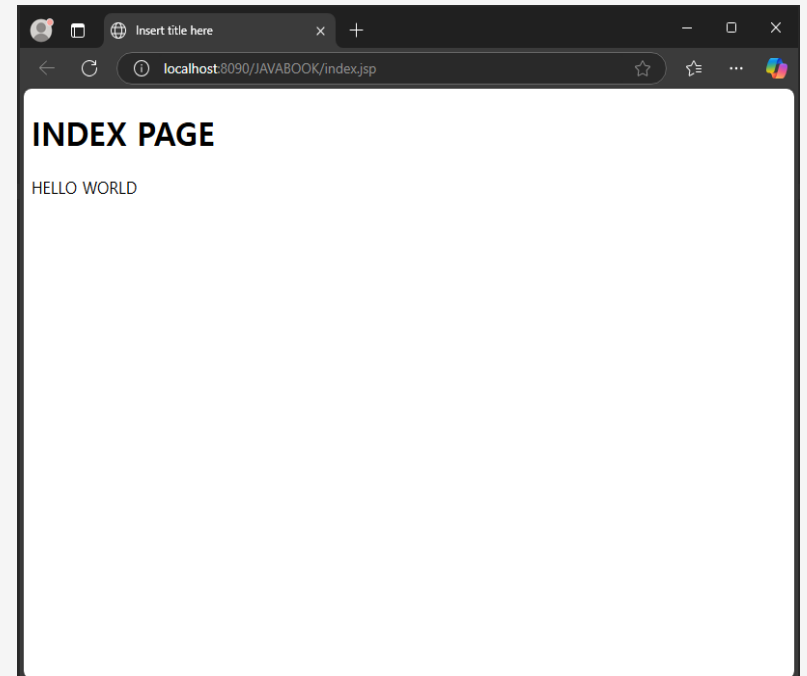 Insert title here
localhost:8090/JAVABOOK/index.jsp
INDEX PAGE
HELLO WORLD